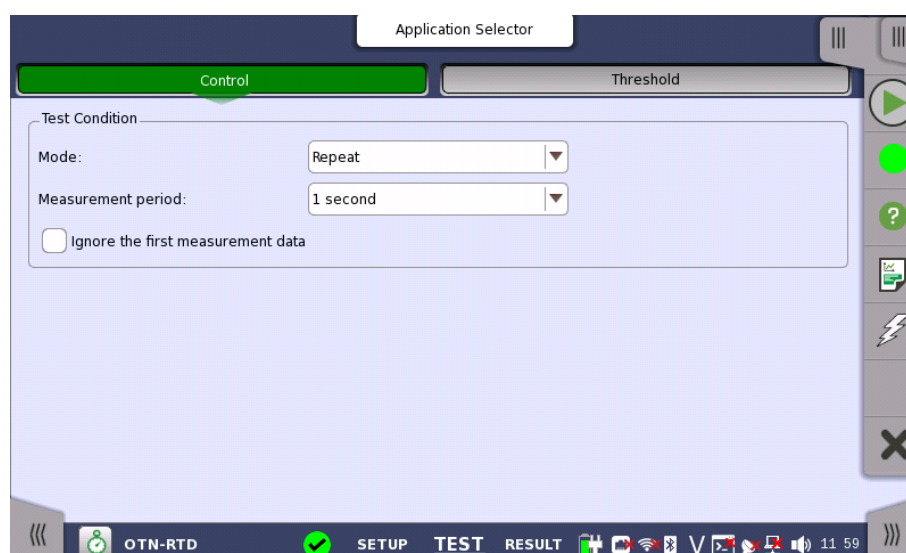 Application Selector
Control
Threshold
Test Condition
Mode:
Repeat
Measurement period:
1 second
Ignore the first measurement data
?
OTN-RTD
SETUP
TEST
RESULT
11 59